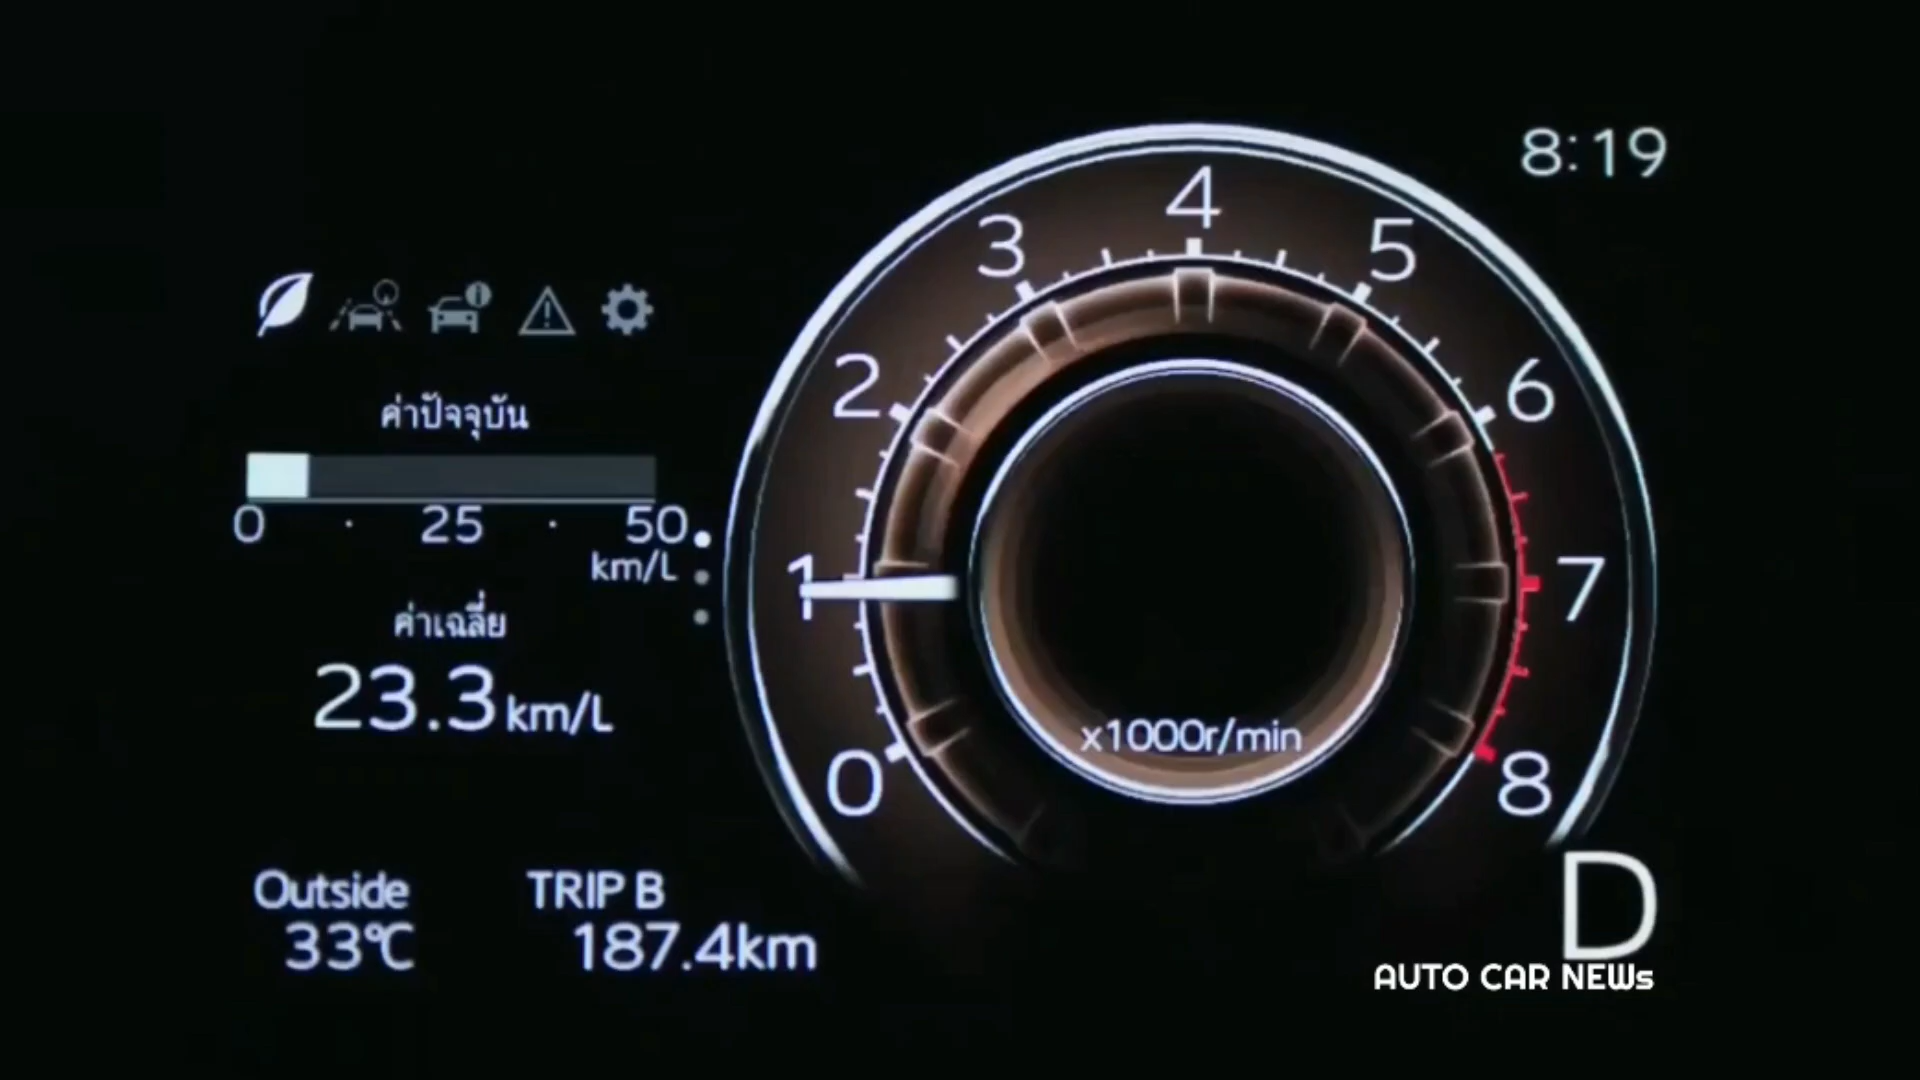 8:19
ค่าปัจจุบัน
0 · 25 · 50
km/L
ค่าเฉลี่ย
23.3 km/L
0
1
2
3
4
5
6
7
8
x1000r/min
Outside
33°C
TRIP B
187.4km
D
AUTO CAR NEWs